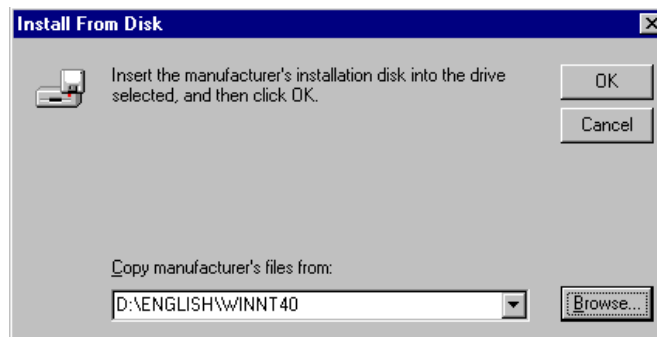 Install From Disk
Insert the manufacturer's installation disk into the drive
selected, and then click OK.
OK
Cancel
Copy manufacturer's files from:
D:\ENGLISH\WINNT40
Browse...